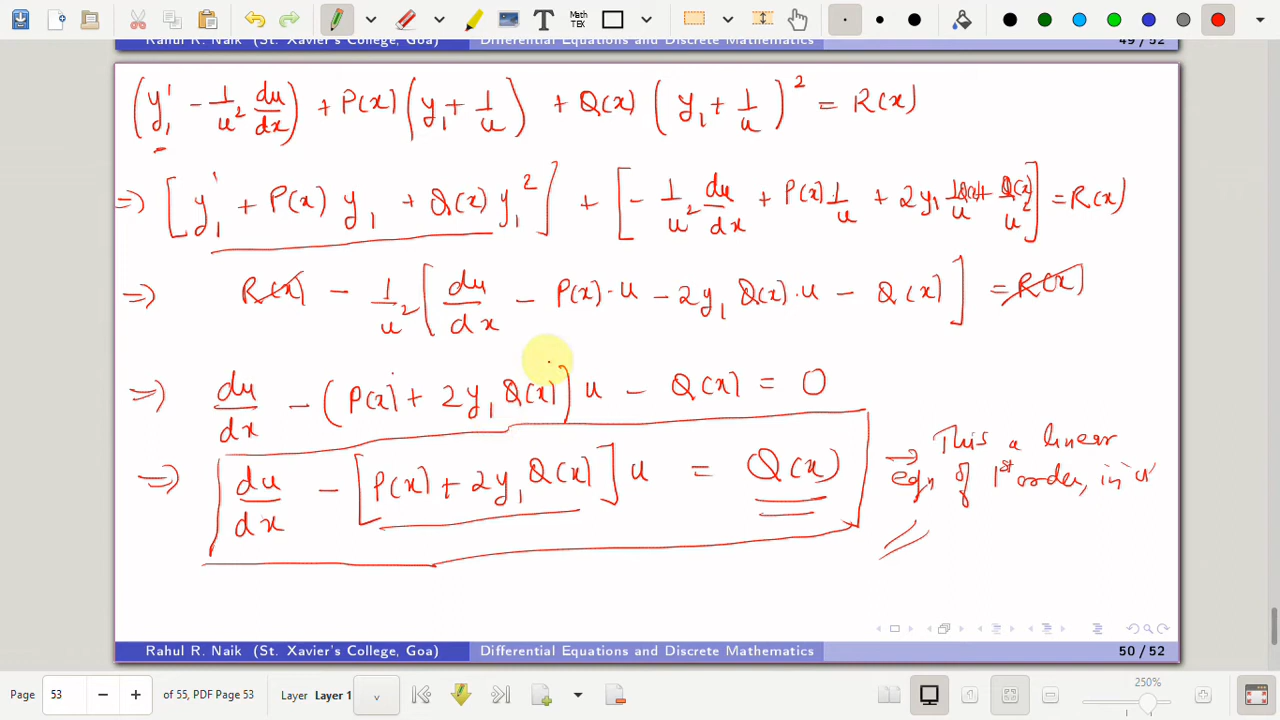 Math
TEX
Rahul R. Naik (St. Xavier's College, Goa) Differential Equations and Discrete Mathematics 49 / 52
(y₁' - 1/u² du/dx) + P(x) (y₁ + 1/u) + Q(x) (y₁ + 1/u)² = R(x)
⇒ [y₁' + P(x) y₁ + Q(x) y₁²] + [- 1/u² du/dx + P(x) · 1/u + 2y₁ 1/u Q(x) + Q(x)/u²] = R(x)
⇒ R(x) - 1/u² [du/dx - P(x) · u - 2y₁ Q(x) · u - Q(x)] = R(x)
⇒ du/dx - (P(x) + 2y₁ Q(x)) u - Q(x) = 0
⇒ du/dx - [P(x) + 2y₁ Q(x)] u = Q(x)
→ This a linear
eqn of 1st order, in 'u'
Rahul R. Naik (St. Xavier's College, Goa) Differential Equations and Discrete Mathematics 50 / 52
Page 53 of 55, PDF Page 53 Layer Layer 1 250%